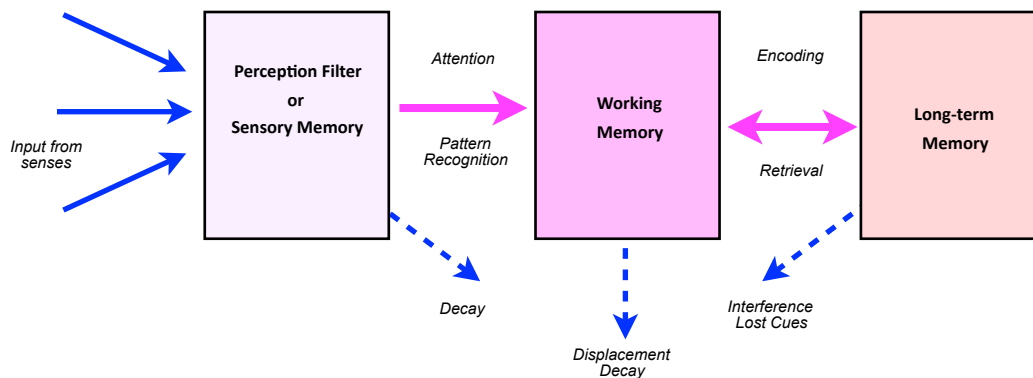 Input from
senses
Perception Filter
or
Sensory Memory
Attention
Pattern
Recognition
Working
Memory
Encoding
Retrieval
Long-term
Memory
Decay
Displacement
Decay
Interference
Lost Cues